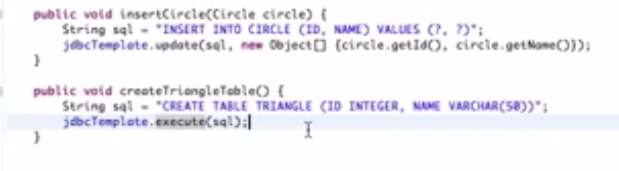 public void insertCircle(Circle circle) {
String sql = "INSERT INTO CIRCLE (ID, NAME) VALUES (?, ?)";
jdbcTemplate.update(sql, new Object[] {circle.getId(), circle.getName()});
}
public void createTriangleTable() {
String sql = "CREATE TABLE TRIANGLE (ID INTEGER, NAME VARCHAR(50))";
jdbcTemplate.execute(sql);
}